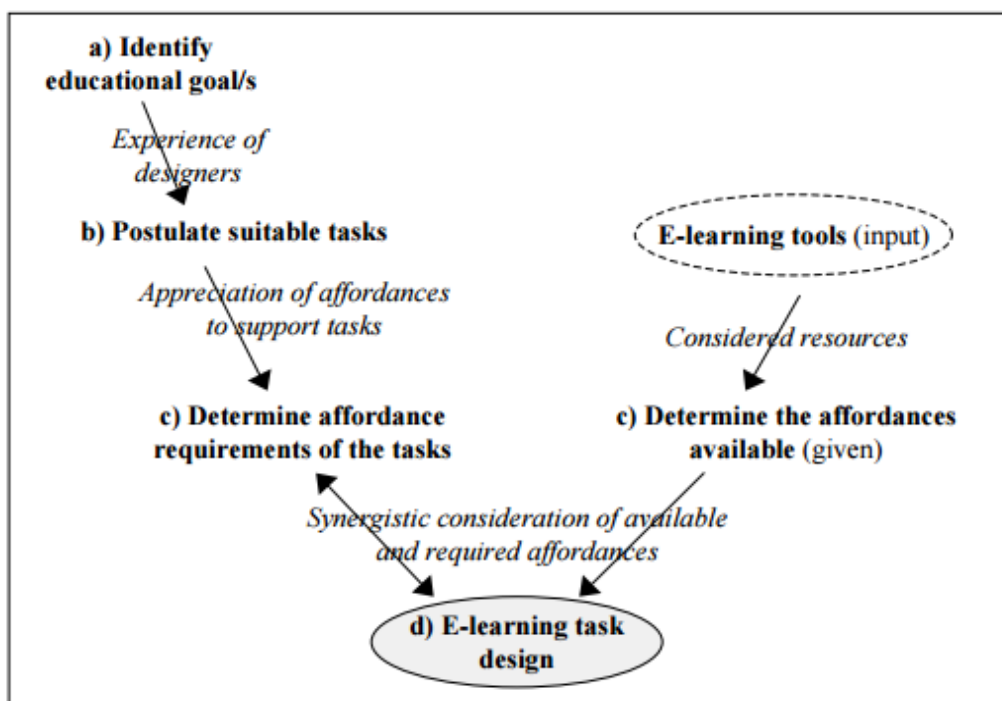 a) Identify
educational goal/s
Experience of
designers
b) Postulate suitable tasks
E-learning tools (input)
Appreciation of affordances
to support tasks
Considered resources
c) Determine affordance
requirements of the tasks
c) Determine the affordances
available (given)
Synergistic consideration of available
and required affordances
d) E-learning task
design